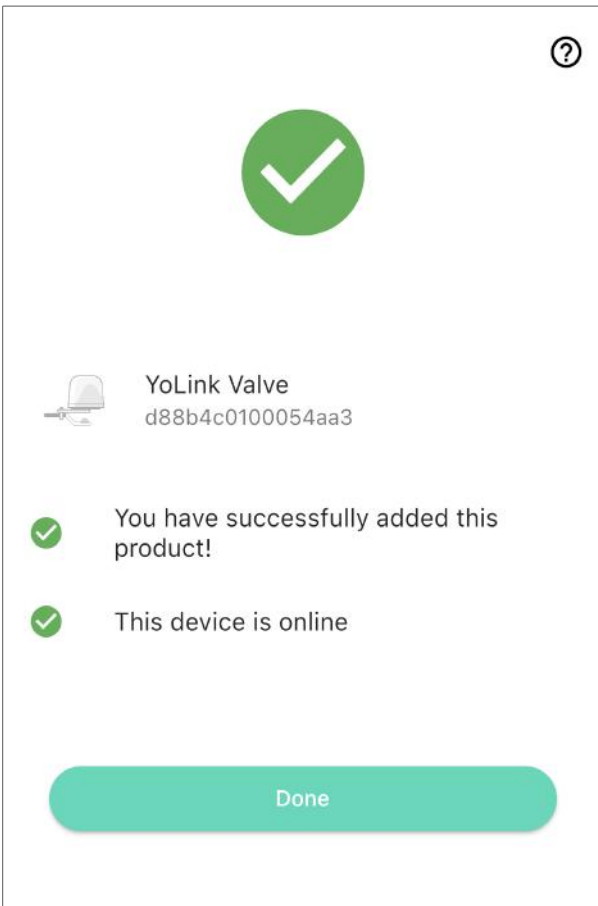 YoLink Valve
d88b4c0100054aa3
You have successfully added this
product!
This device is online
Done